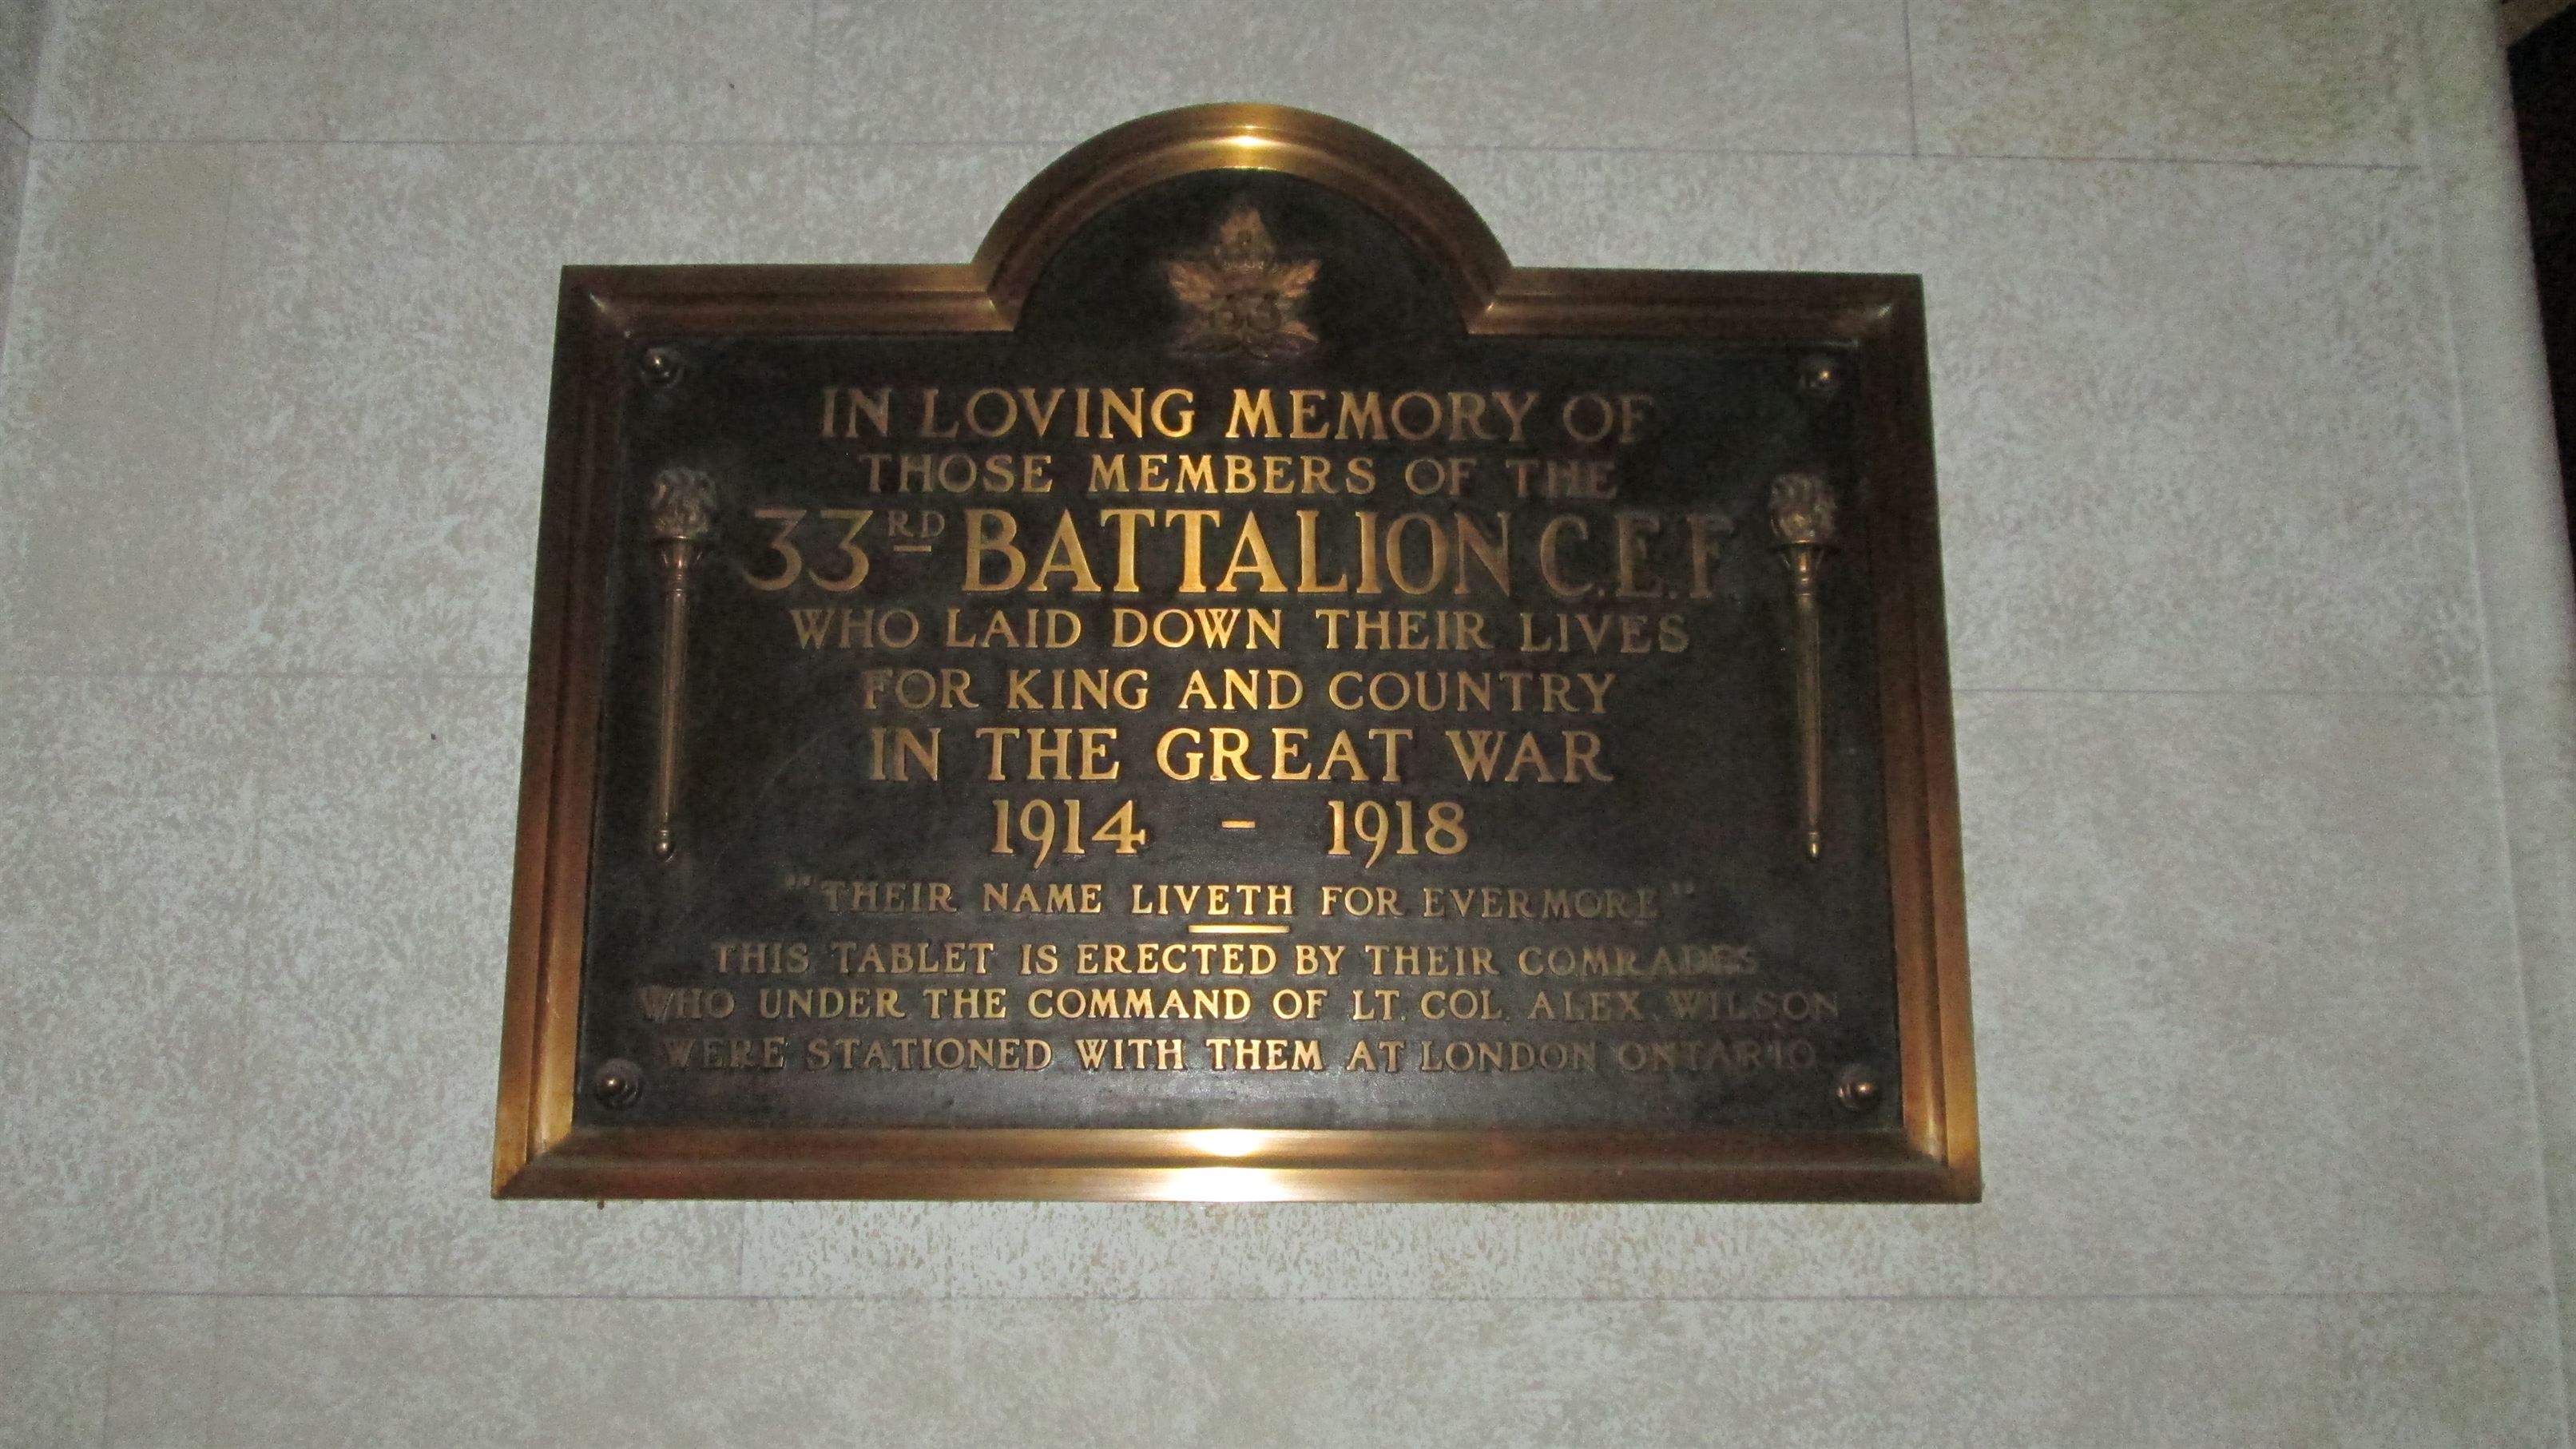 33
IN LOVING MEMORY OF
THOSE MEMBERS OF THE
33RD BATTALION C.E.F
WHO LAID DOWN THEIR LIVES
FOR KING AND COUNTRY
IN THE GREAT WAR
1914 - 1918
"THEIR NAME LIVETH FOR EVERMORE"
THIS TABLET IS ERECTED BY THEIR COMRADES
WHO UNDER THE COMMAND OF LT. COL. ALEX. WILSON
WERE STATIONED WITH THEM AT LONDON ONTARIO